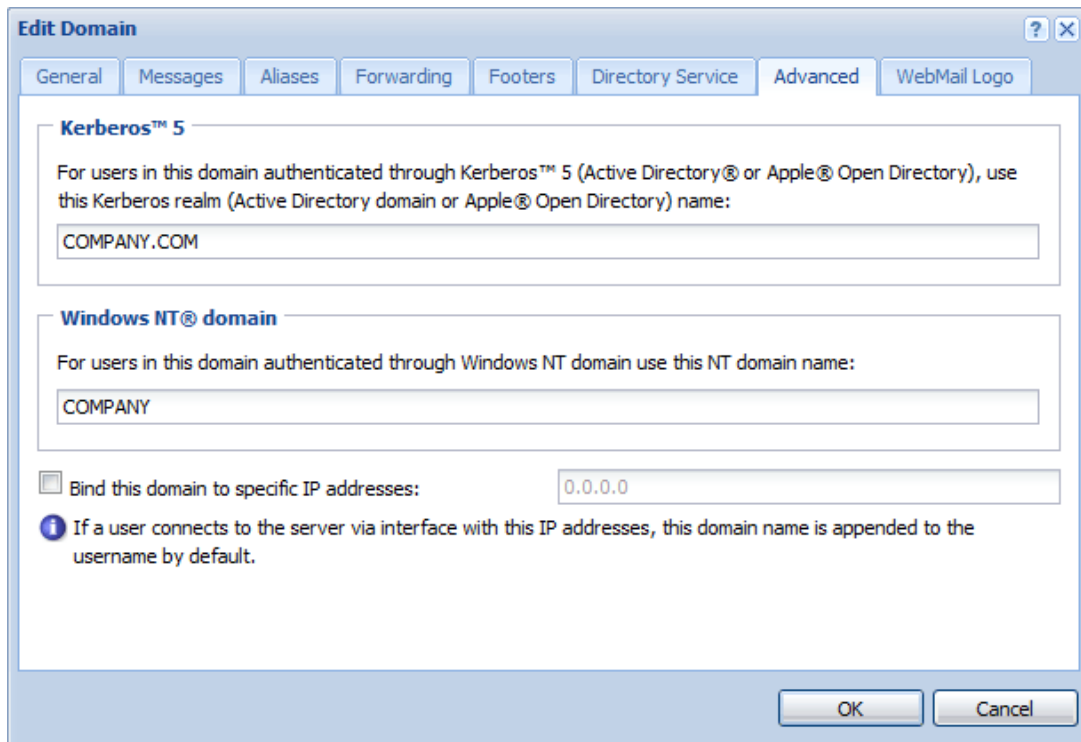 Edit Domain
General Messages Aliases Forwarding Footers Directory Service Advanced WebMail Logo
Kerberos™ 5
For users in this domain authenticated through Kerberos™ 5 (Active Directory® or Apple® Open Directory), use
this Kerberos realm (Active Directory domain or Apple® Open Directory) name:
COMPANY.COM
Windows NT® domain
For users in this domain authenticated through Windows NT domain use this NT domain name:
COMPANY
Bind this domain to specific IP addresses: 0.0.0.0
If a user connects to the server via interface with this IP addresses, this domain name is appended to the
username by default.
OK Cancel